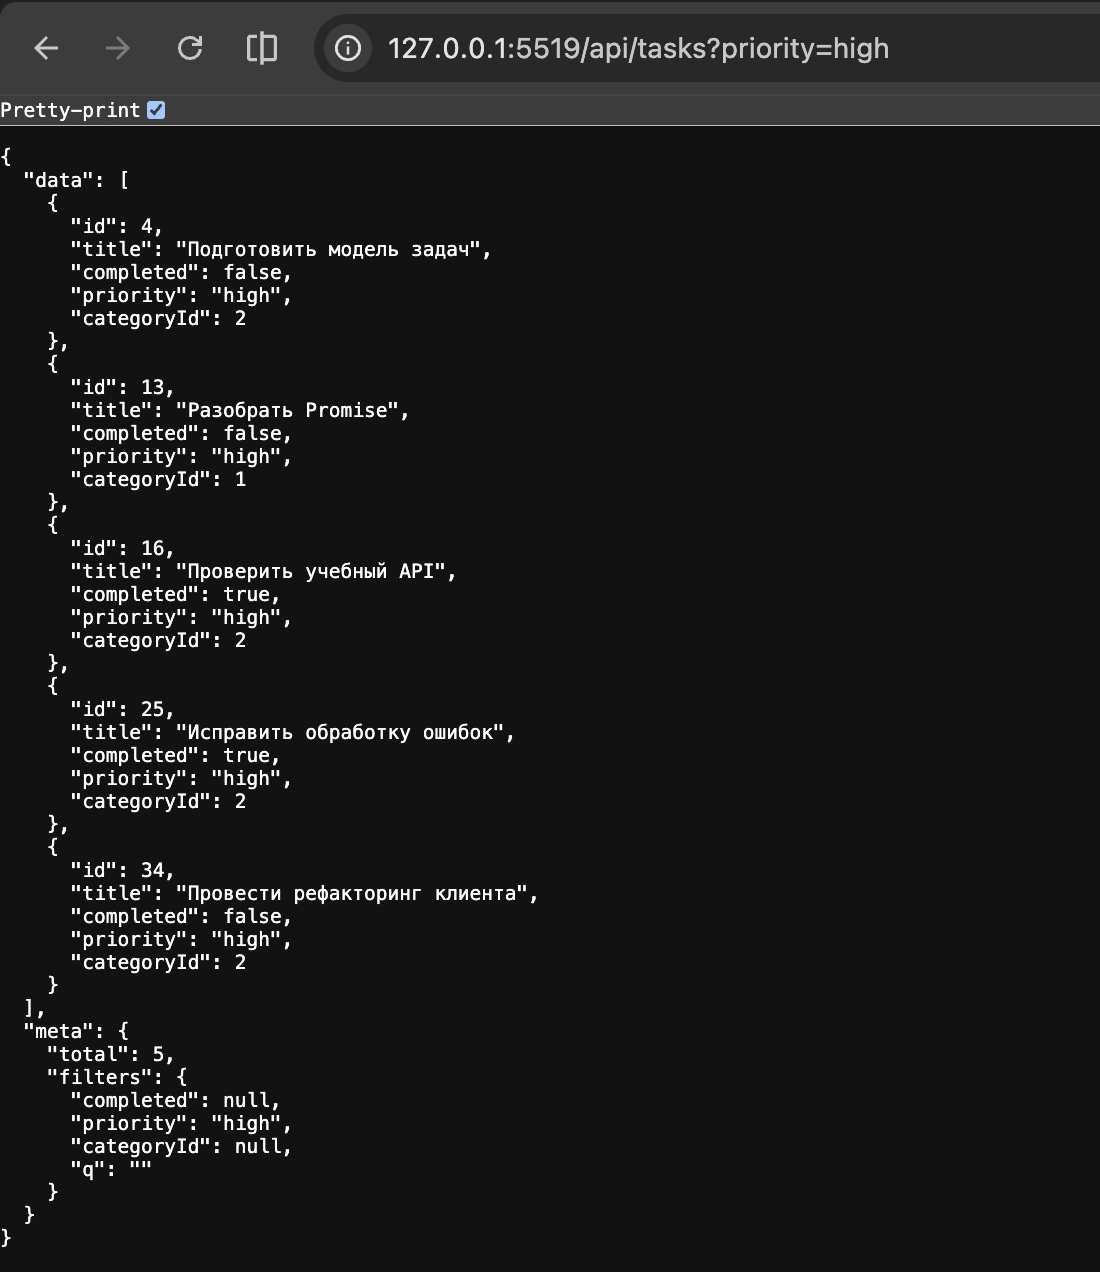 127.0.0.1:5519/api/tasks?priority=high
Pretty-print
{
  "data": [
    {
      "id": 4,
      "title": "Подготовить модель задач",
      "completed": false,
      "priority": "high",
      "categoryId": 2
    },
    {
      "id": 13,
      "title": "Разобрать Promise",
      "completed": false,
      "priority": "high",
      "categoryId": 1
    },
    {
      "id": 16,
      "title": "Проверить учебный API",
      "completed": true,
      "priority": "high",
      "categoryId": 2
    },
    {
      "id": 25,
      "title": "Исправить обработку ошибок",
      "completed": true,
      "priority": "high",
      "categoryId": 2
    },
    {
      "id": 34,
      "title": "Провести рефакторинг клиента",
      "completed": false,
      "priority": "high",
      "categoryId": 2
    }
  ],
  "meta": {
    "total": 5,
    "filters": {
      "completed": null,
      "priority": "high",
      "categoryId": null,
      "q": ""
    }
  }
}